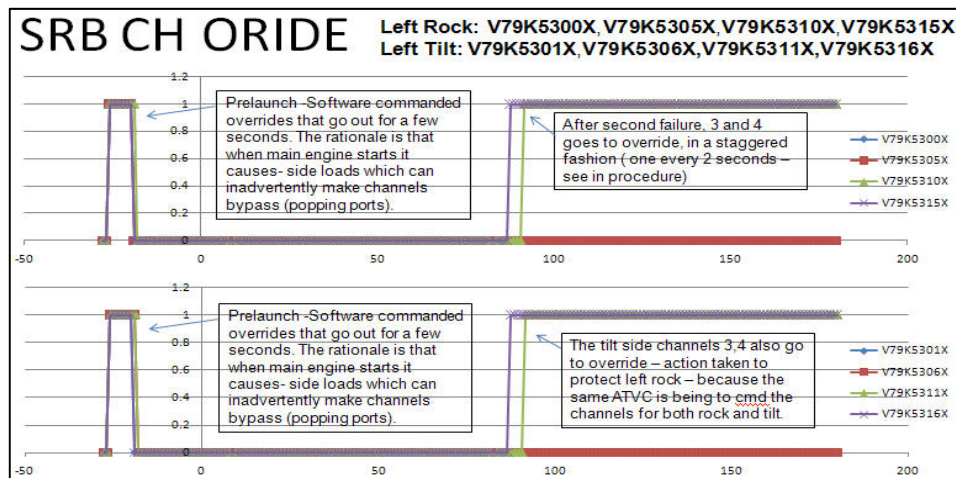 SRB CH ORIDE
Left Rock: V79K5300X, V79K5305X, V79K5310X, V79K5315X
Left Tilt: V79K5301X,V79K5306X,V79K5311X,V79K5316X
1.2
1
0.8
0.6
0.4
0.2
0
-50
0
50
100
150
200
Prelaunch -Software commanded
overrides that go out for a few
seconds. The rationale is that
when main engine starts it
causes- side loads which can
inadvertently make channels
bypass (popping ports).
After second failure, 3 and 4
goes to override, in a staggered
fashion ( one every 2 seconds –
see in procedure)
V79K5300X
V79K5305X
V79K5310X
V79K5315X
1.2
1
0.8
0.6
0.4
0.2
0
-50
0
50
100
150
200
Prelaunch -Software commanded
overrides that go out for a few
seconds. The rationale is that
when main engine starts it
causes- side loads which can
inadvertently make channels
bypass (popping ports).
The tilt side channels 3,4 also go
to override – action taken to
protect left rock – because the
same ATVC is being to cmd the
channels for both rock and tilt.
V79K5301X
V79K5306X
V79K5311X
V79K5316X